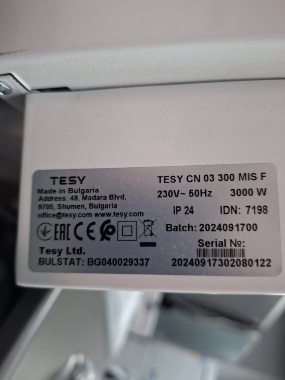 TESY
Made in Bulgaria
Address: 48, Madara Blvd.
9700, Shumen, Bulgaria
office@tesy.com www.tesy.com
TESY CN 03 300 MIS F
230V~ 50Hz 3000 W
IP 24 IDN: 7198
Batch: 2024091700
CE EAC
Tesy Ltd.
BULSTAT: BG040029337
Serial №:
20240917302080122